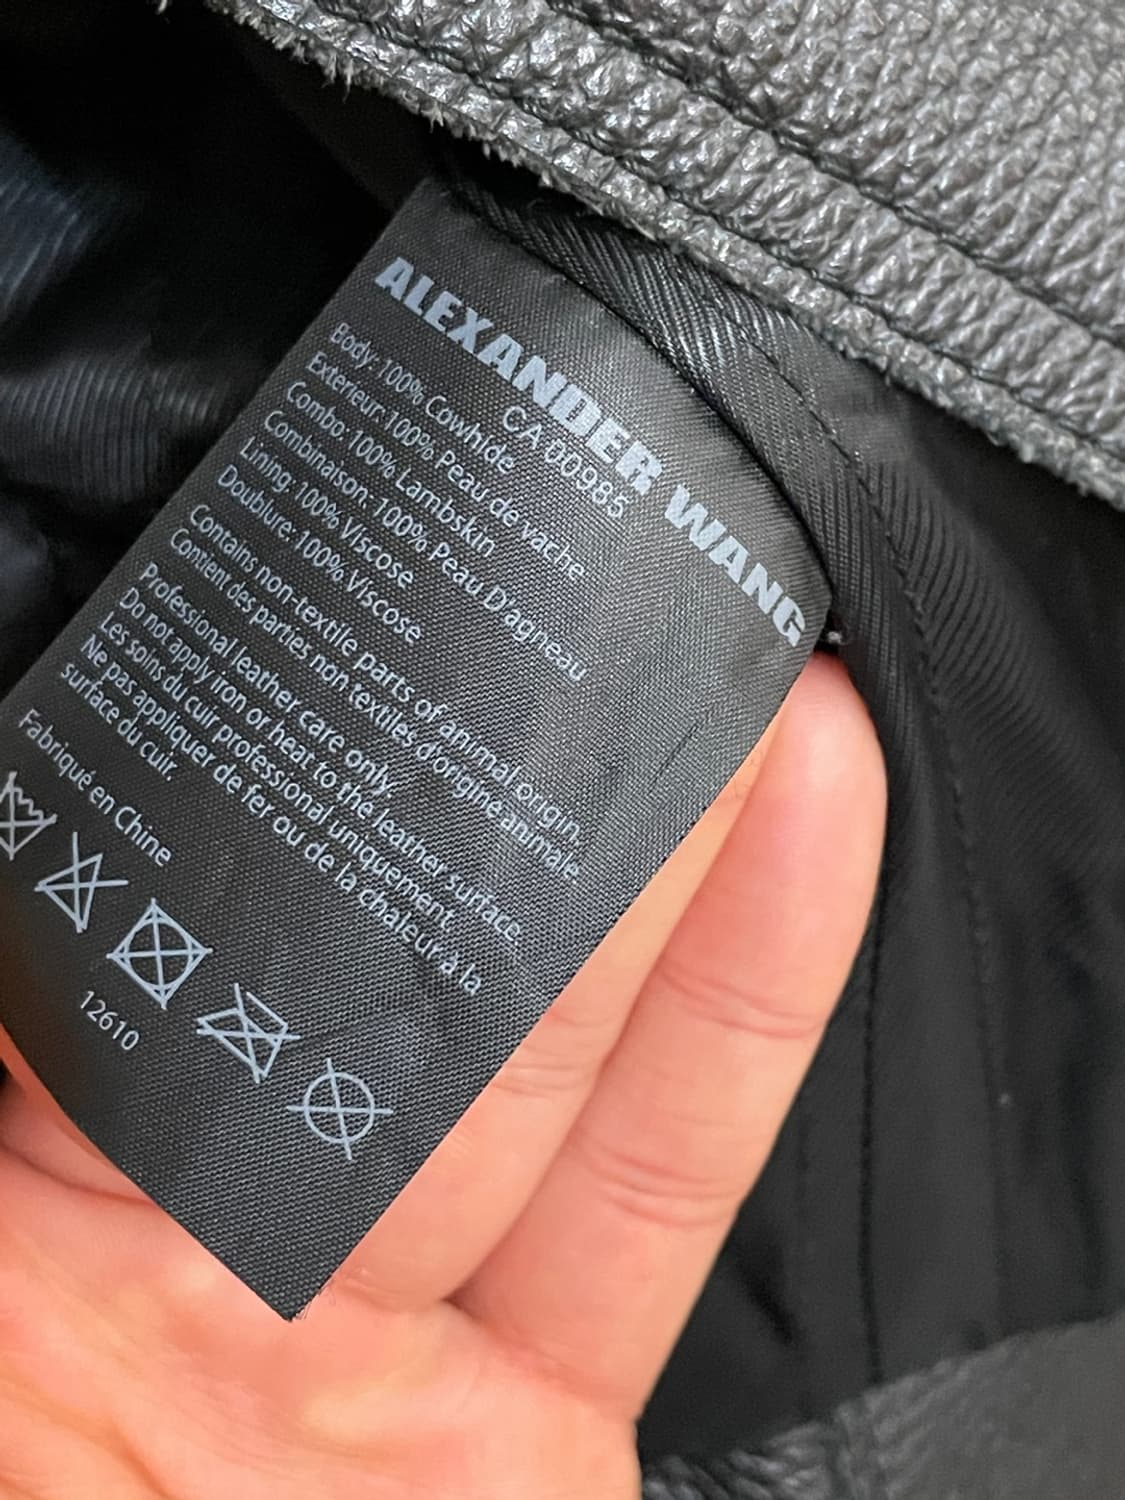 ALEXANDER WANG
CA 00985
Body: 100% Cowhide
Exterieur: 100% Peau de vache
Combo: 100% Lambskin
Combinaison: 100% Peau D'agneau
Lining: 100% Viscose
Doublure: 100% Viscose
Contains non-textile parts of animal origin.
Contient des parties non textiles d'origine animale.
Professional leather care only.
Do not apply iron or heat to the leather surface.
Les soins du cuir professional uniquement.
Ne pas appliquer de fer ou de la chaleur à la
surface du cuir.
Fabriqué en Chine
12610